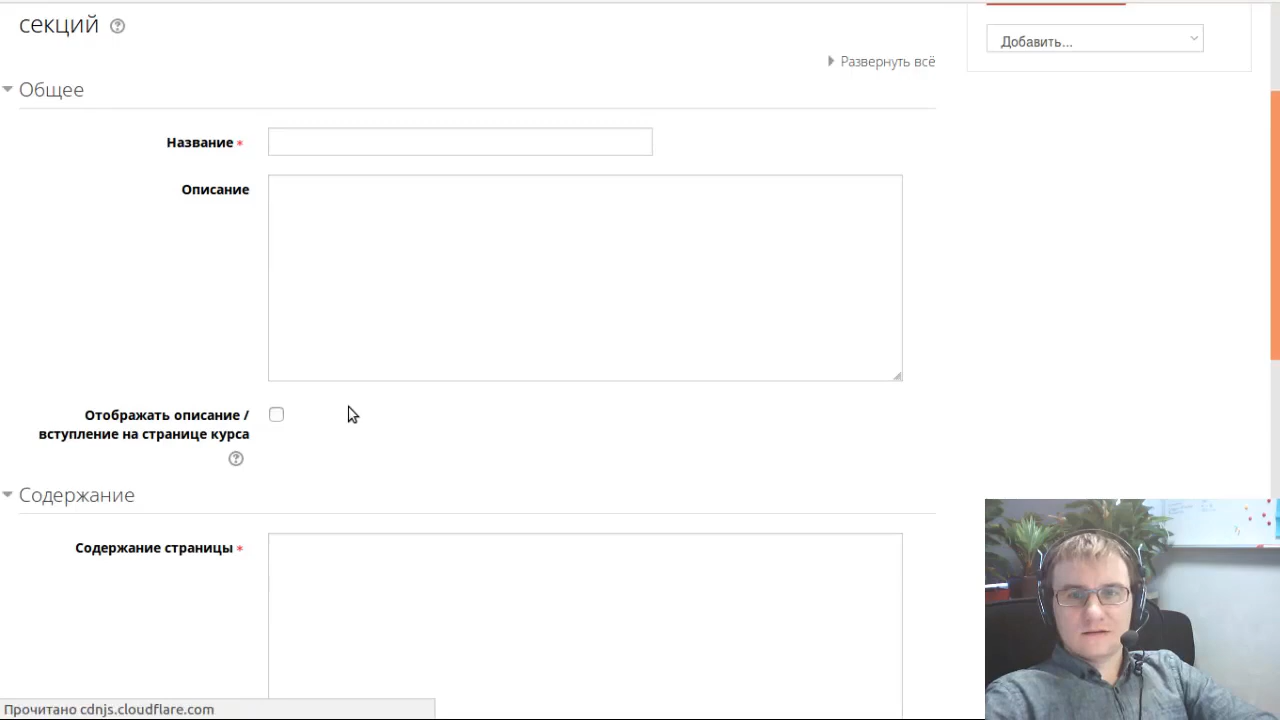 секций
Добавить...
Развернуть всё
Общее
Название *
Описание
Отображать описание /
вступление на странице курса
Содержание
Содержание страницы *
Прочитано cdnjs.cloudflare.com